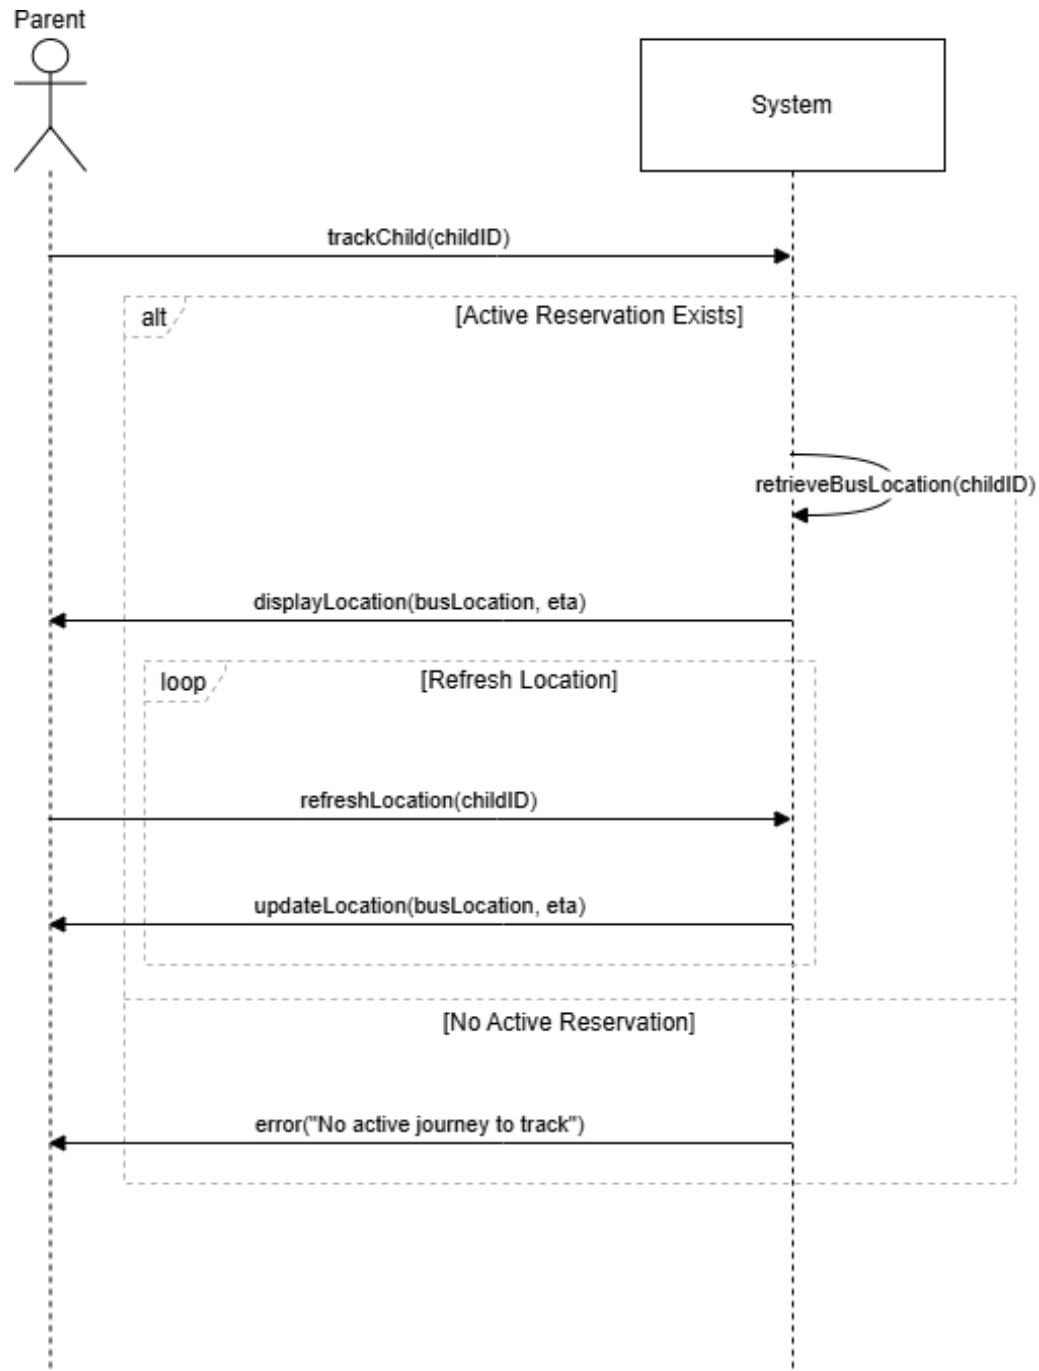 Parent
System
trackChild(childID)
alt
[Active Reservation Exists]
retrieveBusLocation(childID)
displayLocation(busLocation, eta)
loop
[Refresh Location]
refreshLocation(childID)
updateLocation(busLocation, eta)
[No Active Reservation]
error("No active journey to track")